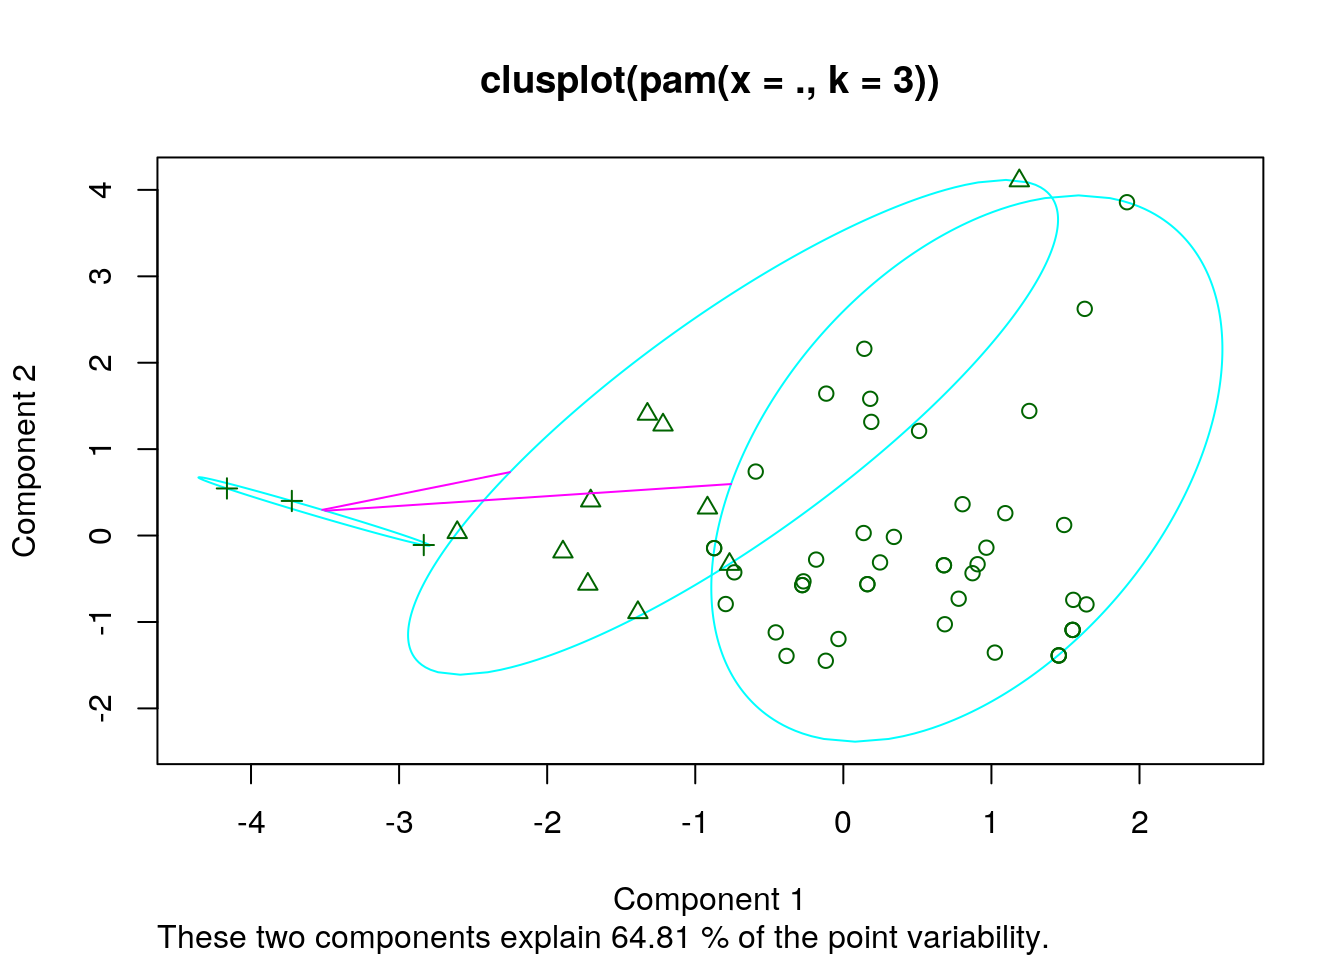 clusplot(pam(x = ., k = 3))
Component 2
4
3
2
1
0
-1
-2
-4 -3 -2 -1 0 1 2
Component 1
These two components explain 64.81 % of the point variability.